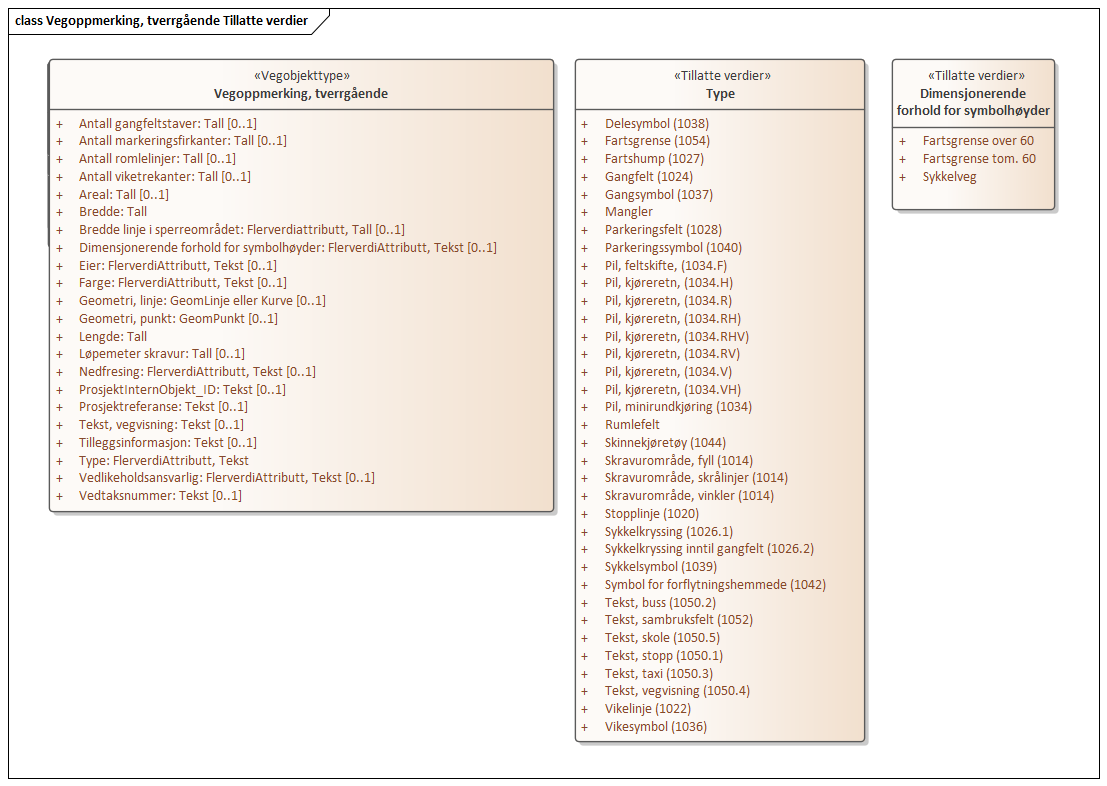 class Vegoppmerking, tverrgående Tillatte verdier
«Vegobjekttype»
Vegoppmerking, tverrgående
+ Antall gangfeltstaver: Tall [0..1]
+ Antall markeringsfirkanter: Tall [0..1]
+ Antall romlelinjer: Tall [0..1]
+ Antall viketrekanter: Tall [0..1]
+ Areal: Tall [0..1]
+ Bredde: Tall
+ Bredde linje i sperreområdet: Flerverdiattributt, Tall [0..1]
+ Dimensjonerende forhold for symbolhøyder: FlerverdiAttributt, Tekst [0..1]
+ Eier: FlerverdiAttributt, Tekst [0..1]
+ Farge: FlerverdiAttributt, Tekst [0..1]
+ Geometri, linje: GeomLinje eller Kurve [0..1]
+ Geometri, punkt: GeomPunkt [0..1]
+ Lengde: Tall
+ Løpemeter skravur: Tall [0..1]
+ Nedfresing: FlerverdiAttributt, Tekst [0..1]
+ ProsjektInternObjekt_ID: Tekst [0..1]
+ Prosjektreferanse: Tekst [0..1]
+ Tekst, vegvisning: Tekst [0..1]
+ Tilleggsinformasjon: Tekst [0..1]
+ Type: FlerverdiAttributt, Tekst
+ Vedlikeholdsansvarlig: FlerverdiAttributt, Tekst [0..1]
+ Vedtaksnummer: Tekst [0..1]
«Tillatte verdier»
Type
+ Delesymbol (1038)
+ Fartsgrense (1054)
+ Fartshump (1027)
+ Gangfelt (1024)
+ Gangsymbol (1037)
+ Mangler
+ Parkeringsfelt (1028)
+ Parkeringssymbol (1040)
+ Pil, feltskifte, (1034.F)
+ Pil, kjøreretn, (1034.H)
+ Pil, kjøreretn, (1034.R)
+ Pil, kjøreretn, (1034.RH)
+ Pil, kjøreretn, (1034.RHV)
+ Pil, kjøreretn, (1034.RV)
+ Pil, kjøreretn, (1034.V)
+ Pil, kjøreretn, (1034.VH)
+ Pil, minirundkjøring (1034)
+ Rumlefelt
+ Skinnekjøretøy (1044)
+ Skravurområde, fyll (1014)
+ Skravurområde, skrålinjer (1014)
+ Skravurområde, vinkler (1014)
+ Stopplinje (1020)
+ Sykkelkryssing (1026.1)
+ Sykkelkryssing inntil gangfelt (1026.2)
+ Sykkelsymbol (1039)
+ Symbol for forflytningshemmede (1042)
+ Tekst, buss (1050.2)
+ Tekst, sambruksfelt (1052)
+ Tekst, skole (1050.5)
+ Tekst, stopp (1050.1)
+ Tekst, taxi (1050.3)
+ Tekst, vegvisning (1050.4)
+ Vikelinje (1022)
+ Vikesymbol (1036)
«Tillatte verdier»
Dimensjonerende
forhold for symbolhøyder
+ Fartsgrense over 60
+ Fartsgrense tom. 60
+ Sykkelveg